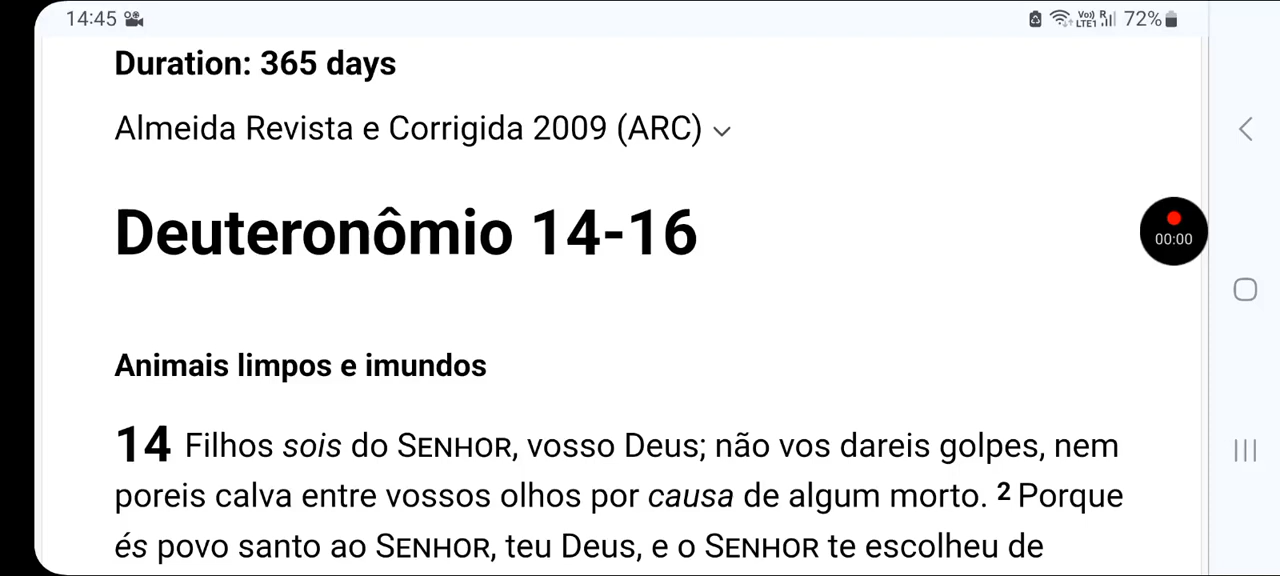 14:45
Vo) R
LTE1 72%
Duration: 365 days
Almeida Revista e Corrigida 2009 (ARC)
Deuteronômio 14-16
00:00
Animais limpos e imundos
14 Filhos sois do SENHOR, vosso Deus; não vos dareis golpes, nem
poreis calva entre vossos olhos por causa de algum morto. 2 Porque
és povo santo ao SENHOR, teu Deus, e o SENHOR te escolheu de